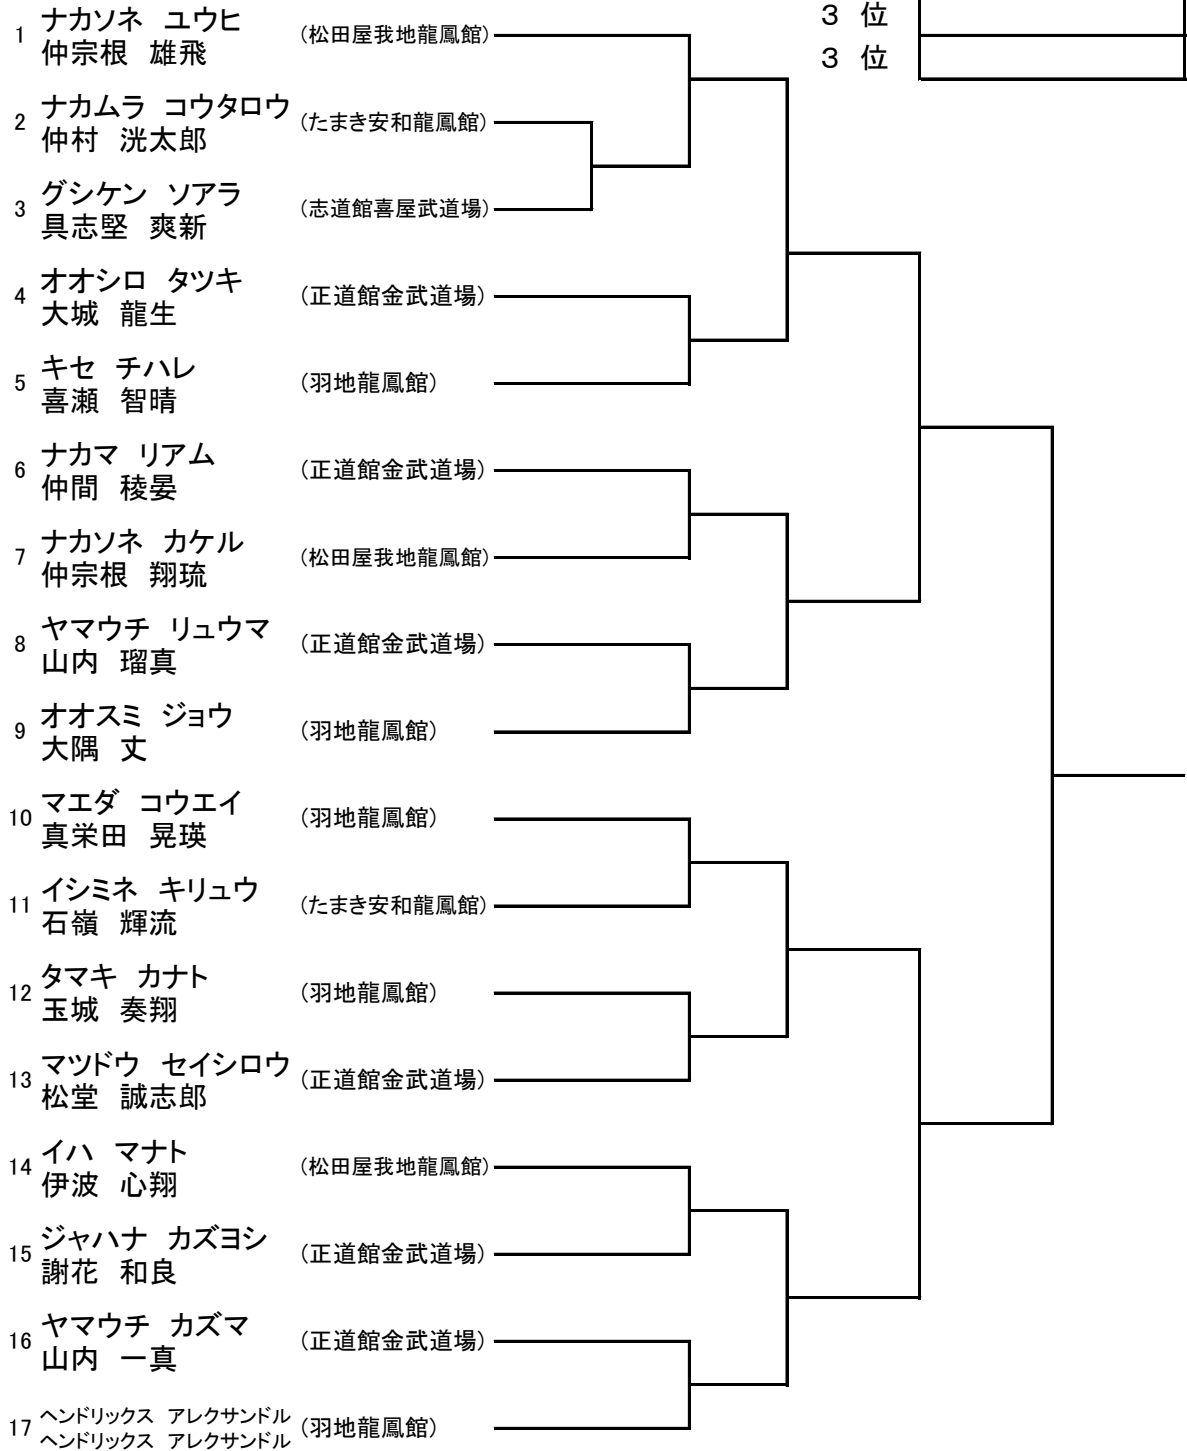 3 位
3 位
1 ナカソネ ユウヒ
仲宗根 雄飛 (松田屋我地龍鳳館)
2 ナカムラ コウタロウ
仲村 洸太郎 (たまき安和龍鳳館)
3 グシケン ソアラ
具志堅 爽新 (志道館喜屋武道場)
4 オオシロ タツキ
大城 龍生 (正道館金武道場)
5 キセ チハレ
喜瀬 智晴 (羽地龍鳳館)
6 ナカマ リアム
仲間 稜晏 (正道館金武道場)
7 ナカソネ カケル
仲宗根 翔琉 (松田屋我地龍鳳館)
8 ヤマウチ リュウマ
山内 瑠真 (正道館金武道場)
9 オオスミ ジョウ
大隅 丈 (羽地龍鳳館)
10 マエダ コウエイ
真栄田 晃瑛 (羽地龍鳳館)
11 イシミネ キリュウ
石嶺 輝流 (たまき安和龍鳳館)
12 タマキ カナト
玉城 奏翔 (羽地龍鳳館)
13 マツドウ セイシロウ
松堂 誠志郎 (正道館金武道場)
14 イハ マナト
伊波 心翔 (松田屋我地龍鳳館)
15 ジャハナ カズヨシ
謝花 和良 (正道館金武道場)
16 ヤマウチ カズマ
山内 一真 (正道館金武道場)
17 ヘンドリックス アレクサンドル
ヘンドリックス アレクサンドル (羽地龍鳳館)